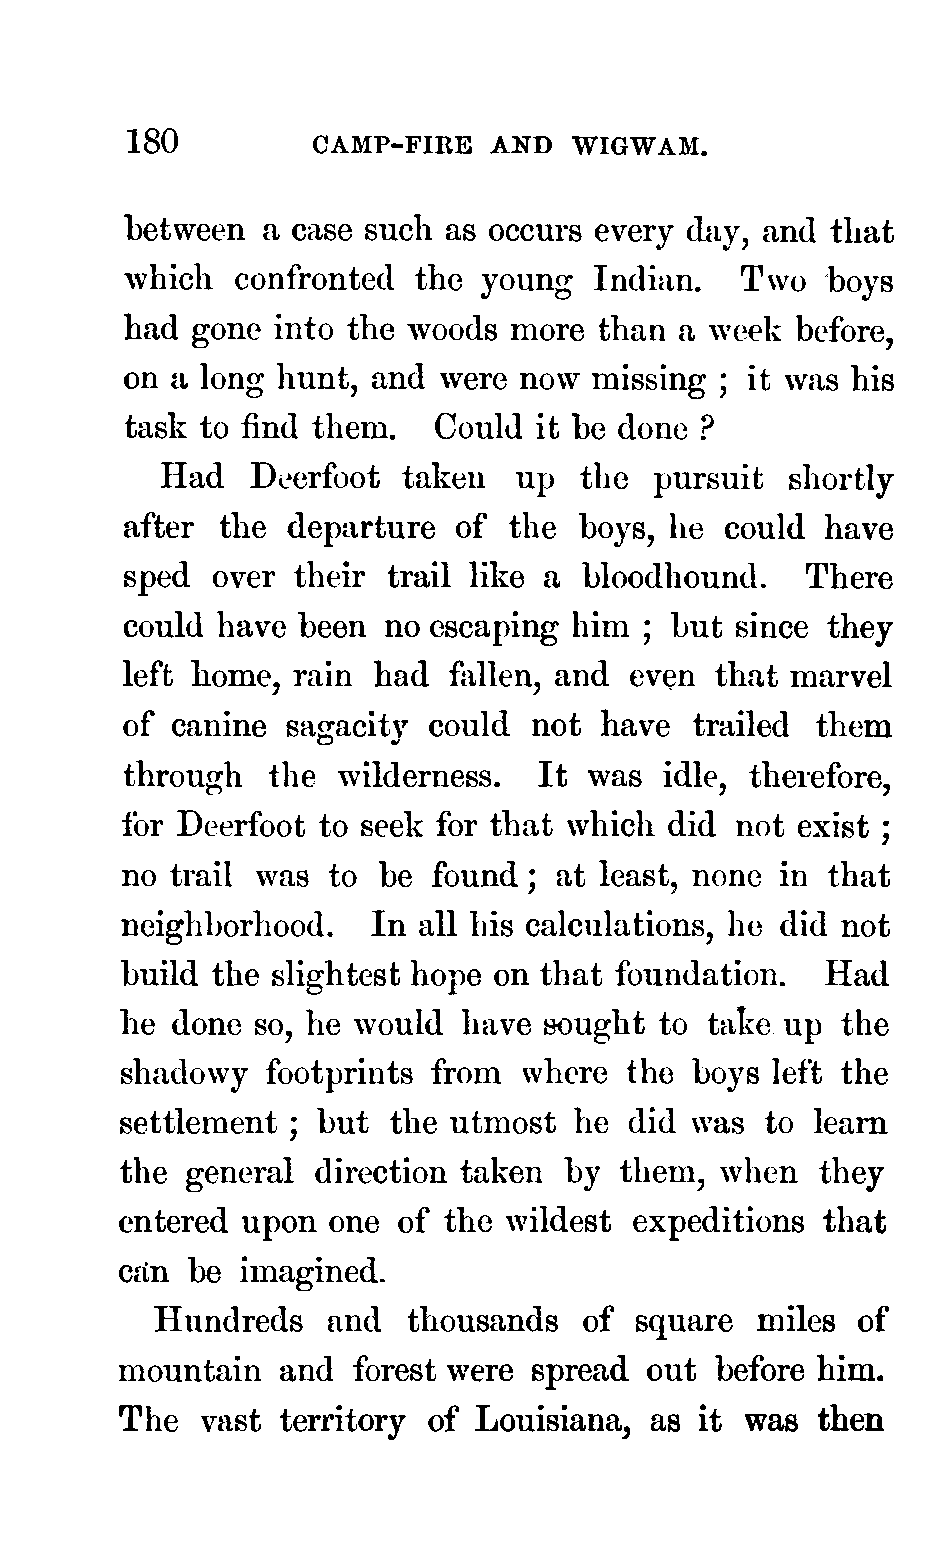 180 CAMP-FIRE AND WIGWAM.
between a case such as occurs every day, and that
which confronted the young Indian. Two boys
had gone into the woods more than a week before,
on a long hunt, and were now missing ; it was his
task to find them. Could it be done ?
Had Deerfoot taken up the pursuit shortly
after the departure of the boys, he could have
sped over their trail like a bloodhound. There
could have been no escaping him ; but since they
left home, rain had fallen, and even that marvel
of canine sagacity could not have trailed them
through the wilderness. It was idle, therefore,
for Deerfoot to seek for that which did not exist ;
no trail was to be found ; at least, none in that
neighborhood. In all his calculations, he did not
build the slightest hope on that foundation. Had
he done so, he would have sought to take up the
shadowy footprints from where the boys left the
settlement ; but the utmost he did was to learn
the general direction taken by them, when they
entered upon one of the wildest expeditions that
can be imagined.
Hundreds and thousands of square miles of
mountain and forest were spread out before him.
The vast territory of Louisiana, as it was then